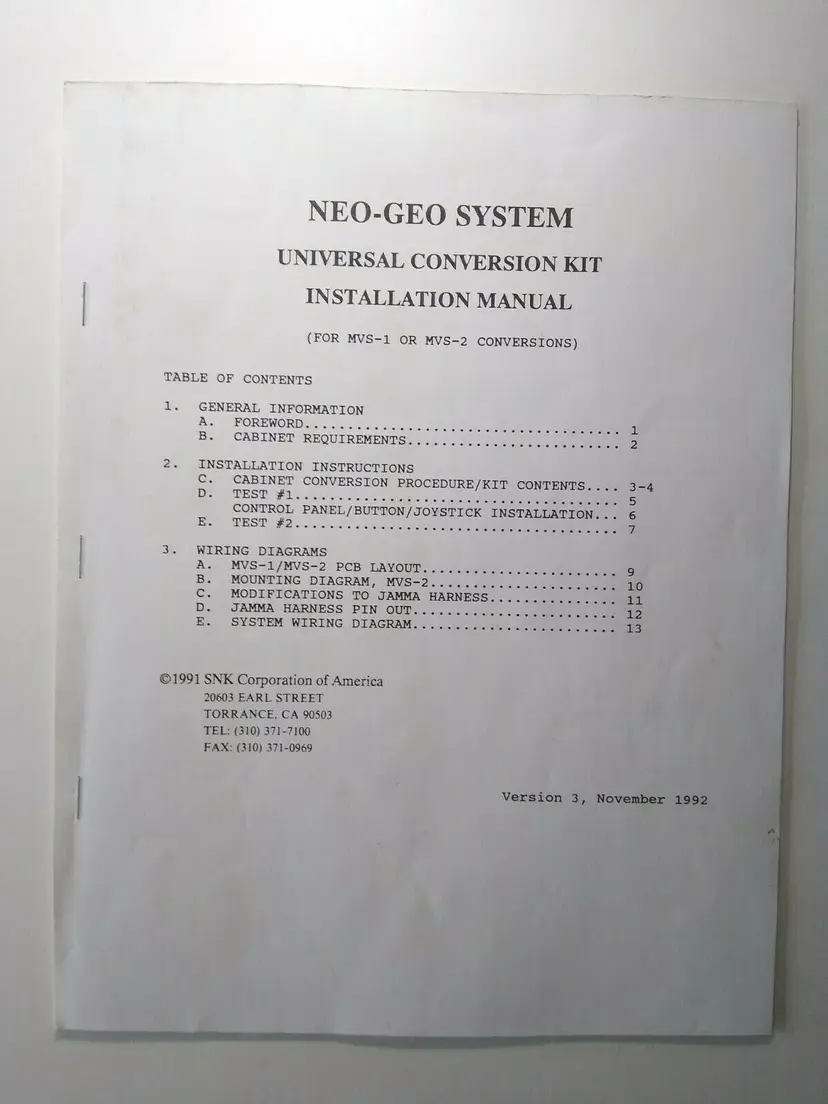 NEO-GEO SYSTEM
UNIVERSAL CONVERSION KIT
INSTALLATION MANUAL
(FOR MVS-1 OR MVS-2 CONVERSIONS)
TABLE OF CONTENTS
1. GENERAL INFORMATION
A. FOREWORD.................................... 1
B. CABINET REQUIREMENTS........................ 2
2. INSTALLATION INSTRUCTIONS
C. CABINET CONVERSION PROCEDURE/KIT CONTENTS.... 3-4
D. TEST #1..................................... 5
CONTROL PANEL/BUTTON/JOYSTICK INSTALLATION... 6
E. TEST #2..................................... 7
3. WIRING DIAGRAMS
A. MVS-1/MVS-2 PCB LAYOUT...................... 9
B. MOUNTING DIAGRAM, MVS-2..................... 10
C. MODIFICATIONS TO JAMMA HARNESS.............. 11
D. JAMMA HARNESS PIN OUT....................... 12
E. SYSTEM WIRING DIAGRAM....................... 13
©1991 SNK Corporation of America
20603 EARL STREET
TORRANCE, CA 90503
TEL: (310) 371-7100
FAX: (310) 371-0969
Version 3, November 1992